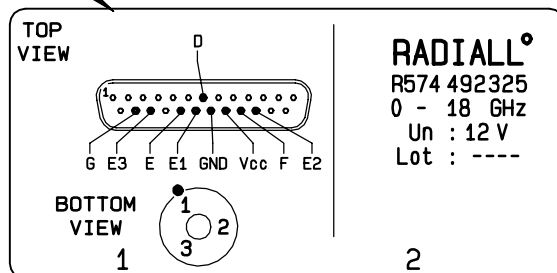 TOP
VIEW
D
1
G E3 E E1 GND Vcc F E2
BOTTOM
VIEW
1
2
3
1
RADIALL°
R574 492325
0 - 18 GHz
Un : 12 V
Lot : ----
2